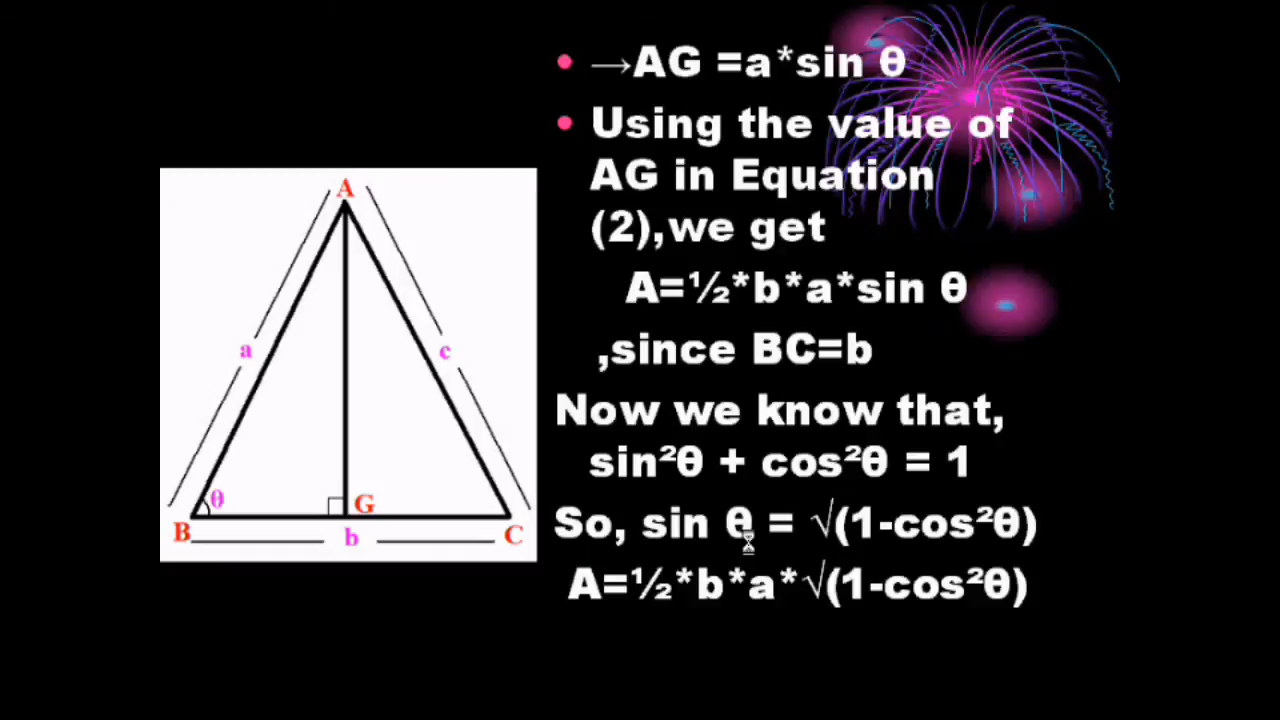 →AG =a*sin θ
Using the value of
AG in Equation
(2),we get
A=½*b*a*sin θ
,since BC=b
Now we know that,
sin²θ + cos²θ = 1
So, sin θ = √(1-cos²θ)
A=½*b*a*√(1-cos²θ)
A
a
c
θ
G
B
b
C